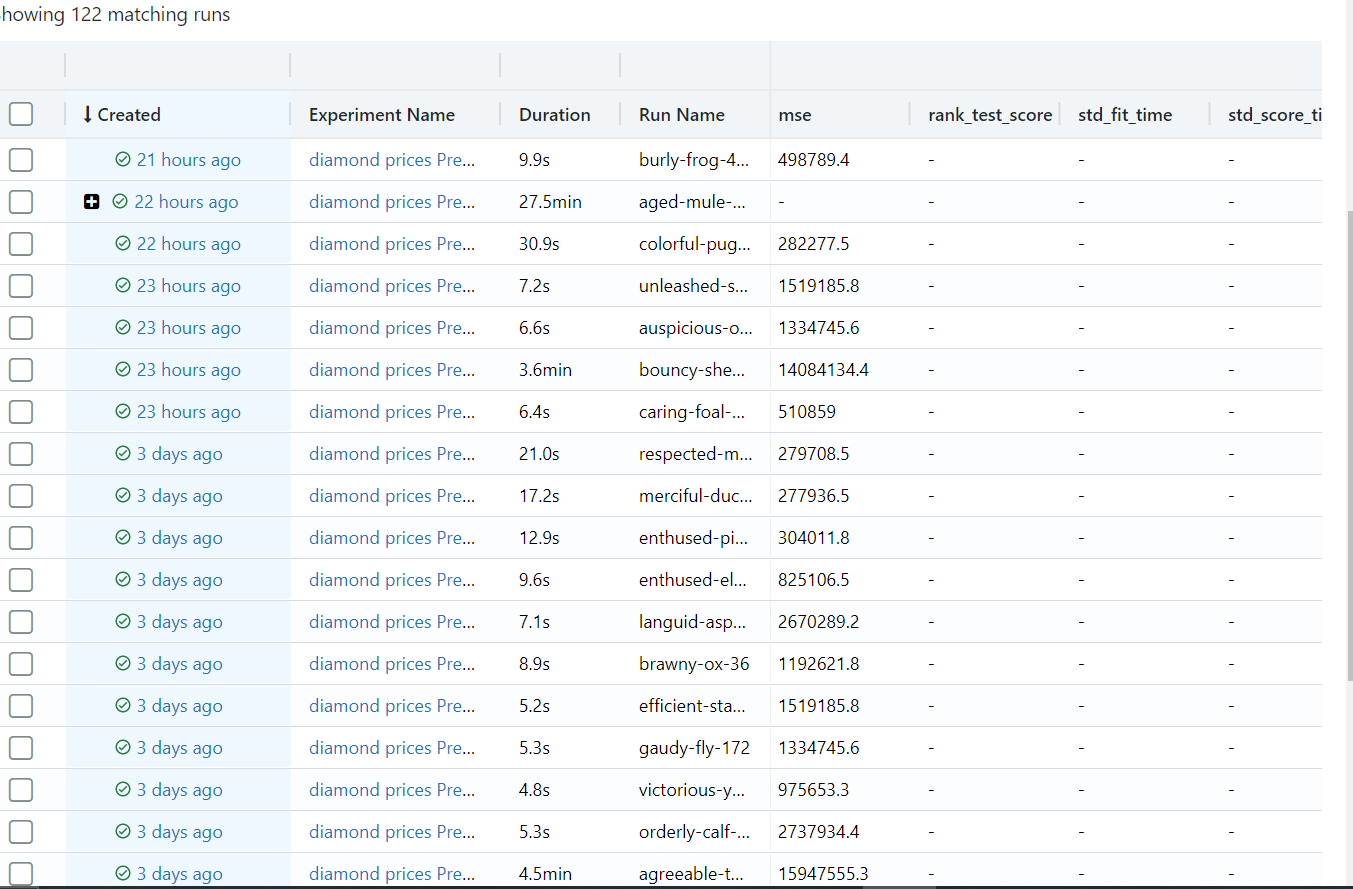 howing 122 matching runs
Created Experiment Name Duration Run Name mse rank_test_score std_fit_time std_score_ti
21 hours ago diamond prices Pre... 9.9s burly-frog-4... 498789.4 - - -
22 hours ago diamond prices Pre... 27.5min aged-mule-... - - - -
22 hours ago diamond prices Pre... 30.9s colorful-pug... 282277.5 - - -
23 hours ago diamond prices Pre... 7.2s unleashed-s... 1519185.8 - - -
23 hours ago diamond prices Pre... 6.6s auspicious-o... 1334745.6 - - -
23 hours ago diamond prices Pre... 3.6min bouncy-she... 14084134.4 - - -
23 hours ago diamond prices Pre... 6.4s caring-foal-... 510859 - - -
3 days ago diamond prices Pre... 21.0s respected-m... 279708.5 - - -
3 days ago diamond prices Pre... 17.2s merciful-duc... 277936.5 - - -
3 days ago diamond prices Pre... 12.9s enthused-pi... 304011.8 - - -
3 days ago diamond prices Pre... 9.6s enthused-el... 825106.5 - - -
3 days ago diamond prices Pre... 7.1s languid-asp... 2670289.2 - - -
3 days ago diamond prices Pre... 8.9s brawny-ox-36 1192621.8 - - -
3 days ago diamond prices Pre... 5.2s efficient-sta... 1519185.8 - - -
3 days ago diamond prices Pre... 5.3s gaudy-fly-172 1334745.6 - - -
3 days ago diamond prices Pre... 4.8s victorious-y... 975653.3 - - -
3 days ago diamond prices Pre... 5.3s orderly-calf-... 2737934.4 - - -
3 days ago diamond prices Pre... 4.5min agreeable-t... 15947555.3 - - -